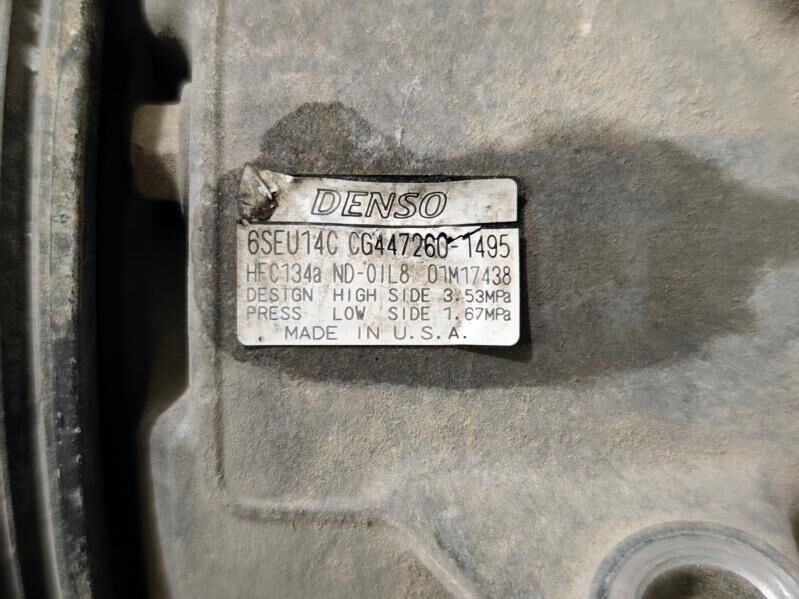 DENSO
6SEU14C CG447260-1495
HFC134a ND-OIL8 01M17438
DESIGN HIGH SIDE 3.53MPa
PRESS LOW SIDE 1.67MPa
MADE IN U.S.A.